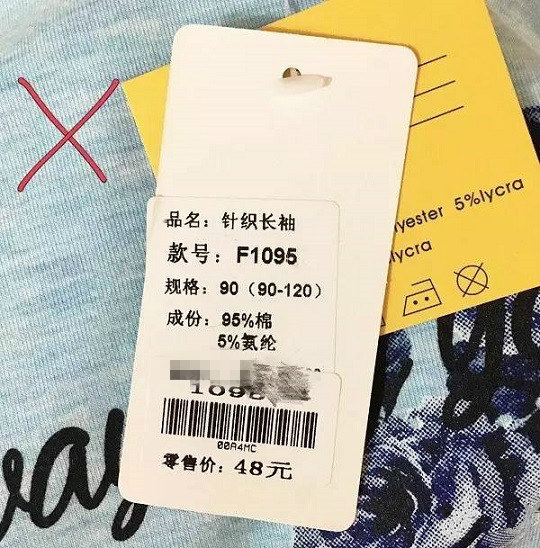 品名：针织长袖
款号：F1095
规格：90（90-120）
成份：95%棉
5%氨纶
00A4MC
零售价：48元
5%lycra
lycra